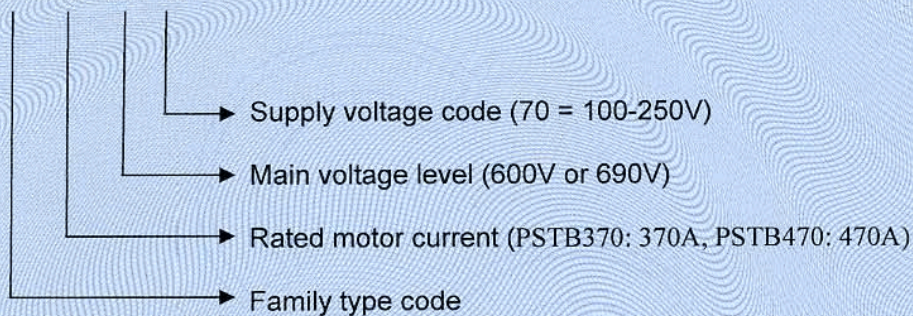 Supply voltage code (70 = 100-250V)
Main voltage level (600V or 690V)
Rated motor current (PSTB370: 370A, PSTB470: 470A)
Family type code